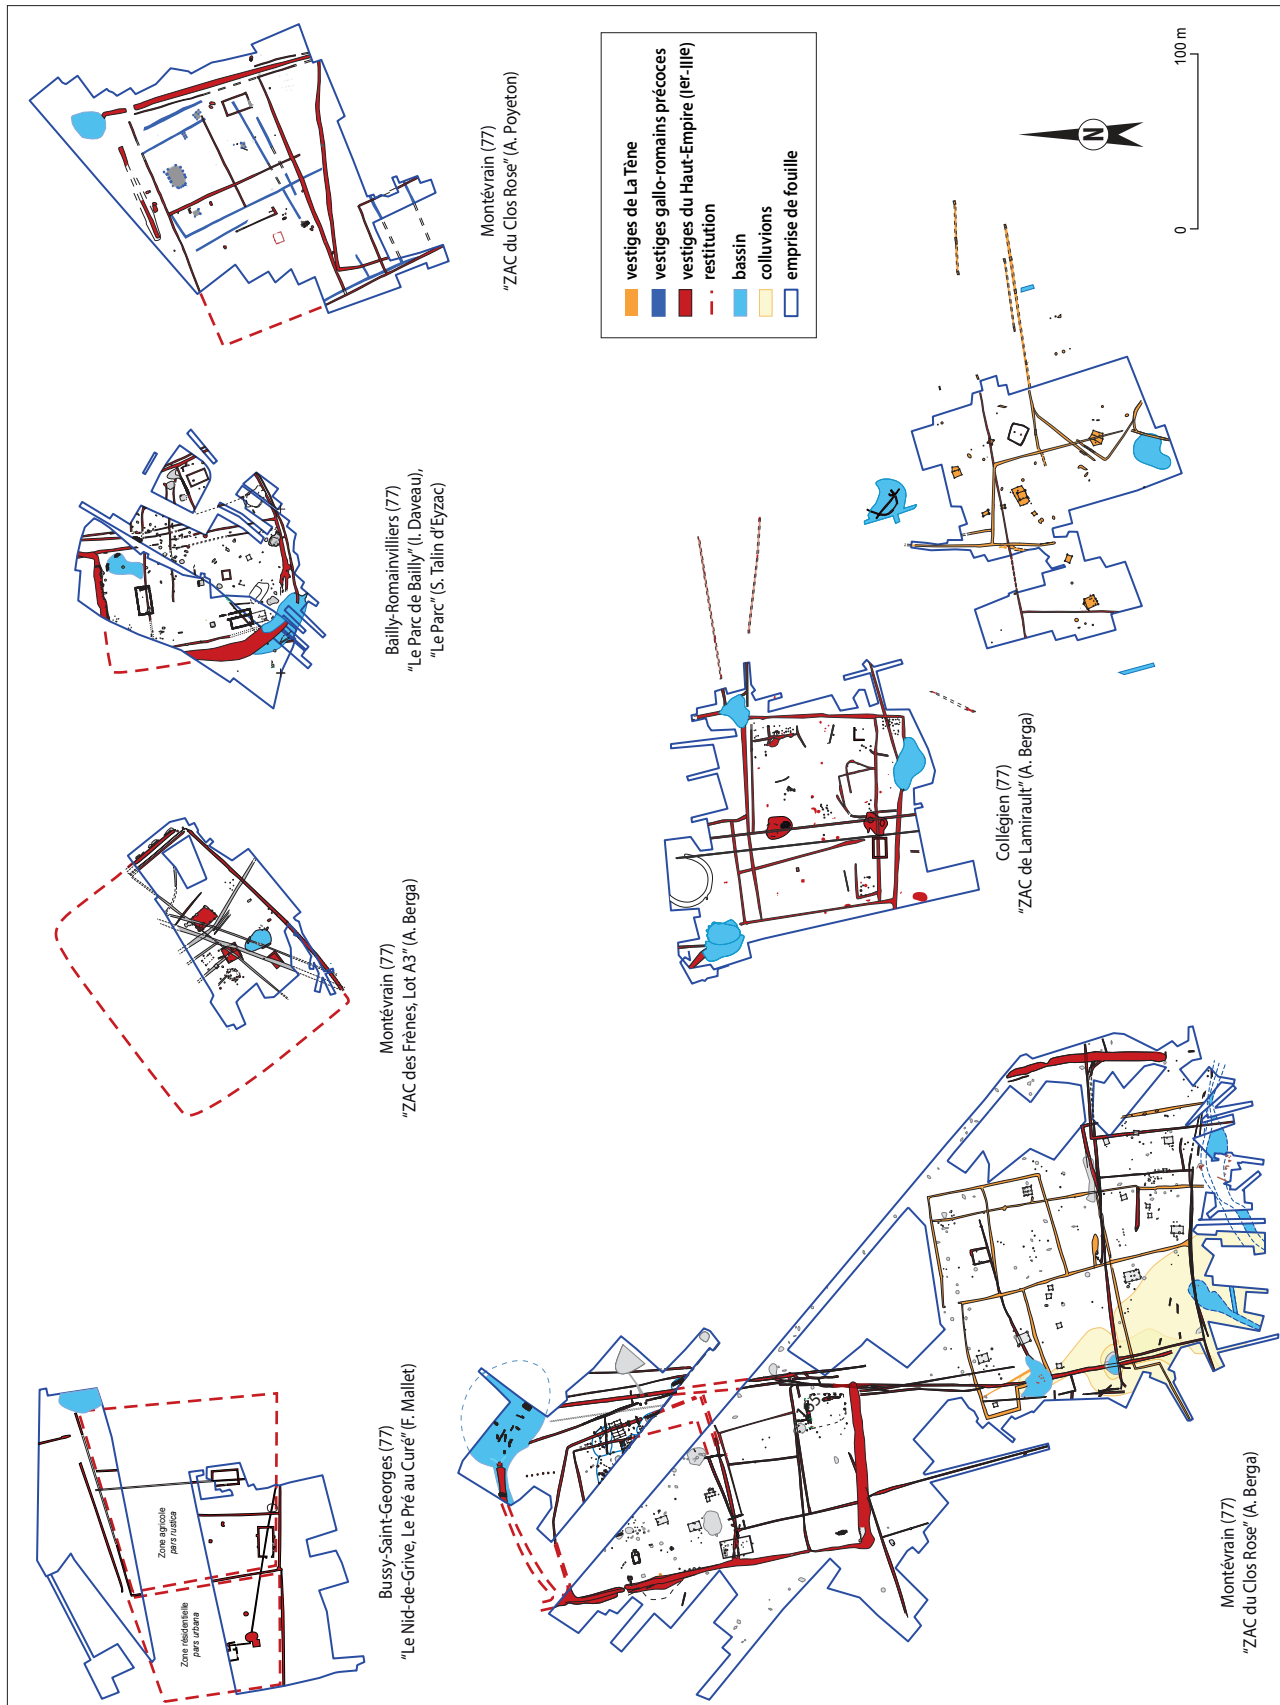 Bussy-Saint-Georges (77)
“Le Nid-de-Grive, Le Pré au Curé” (F. Mallet)
Zone résidentielle
pars urbana
Zone agricole
pars rustica
Montévrain (77)
“ZAC des Frênes, Lot A3” (A. Berga)
Bailly-Romainvilliers (77)
“Le Parc de Bailly” (I. Daveau),
“Le Parc” (S. Talin d’Eyzac)
Montévrain (77)
“ZAC du Clos Rose” (A. Poyeton)
Montévrain (77)
“ZAC du Clos Rose” (A. Berga)
Collégien (77)
“ZAC de Lamirault” (A. Berga)
vestiges de La Tène
vestiges gallo-romains précoces
vestiges du Haut-Empire (Ier-IIIe)
restitution
bassin
colluvions
emprise de fouille
N
0
100 m